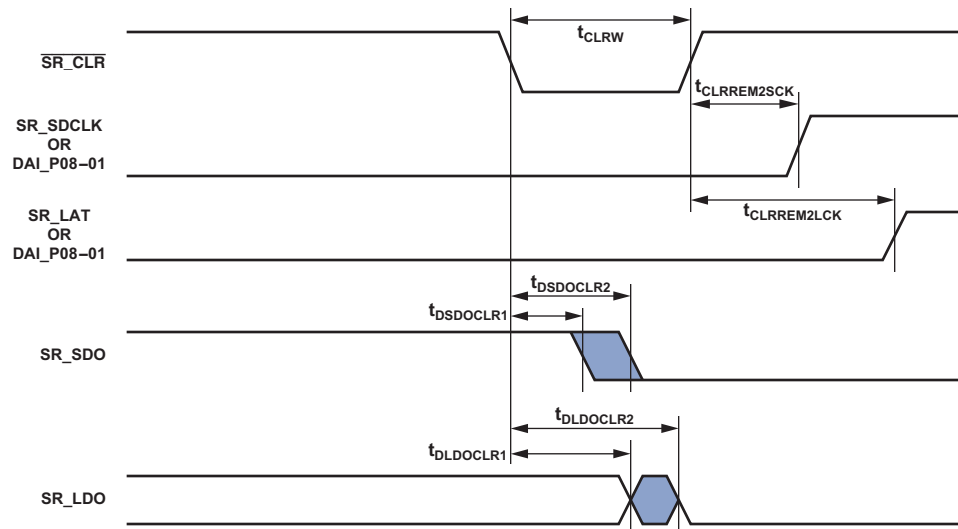 tCLRW
SR_CLR
tCLRREM2SCK
SR_SDCLK
OR
DAI_P08–01
SR_LAT
OR
DAI_P08–01
tCLRREM2LCK
tDSDOCLR2
tDSDOCLR1
SR_SDO
tDLDOCLR2
tDLDOCLR1
SR_LDO